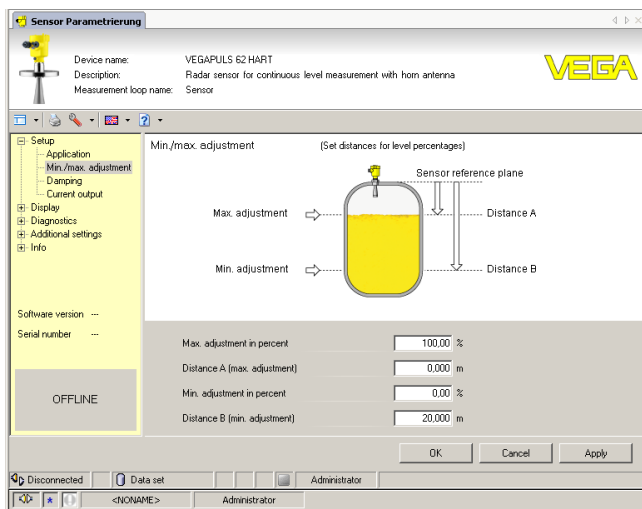 Sensor Parametrierung
Device name: VEGAPULS 62 HART
Description: Radar sensor for continuous level measurement with horn antenna
Measurement loop name: Sensor
VEGA
Setup
Application
Min./max. adjustment
Damping
Current output
Display
Diagnostics
Additional settings
Info
Software version ---
Serial number ---
OFFLINE
Min./max. adjustment (Set distances for level percentages)
Sensor reference plane
Max. adjustment Distance A
Min. adjustment Distance B
Max. adjustment in percent 100,00 %
Distance A (max. adjustment) 0,000 m
Min. adjustment in percent 0,00 %
Distance B (min. adjustment) 20,000 m
OK Cancel Apply
Disconnected Data set Administrator
<NONAME> Administrator